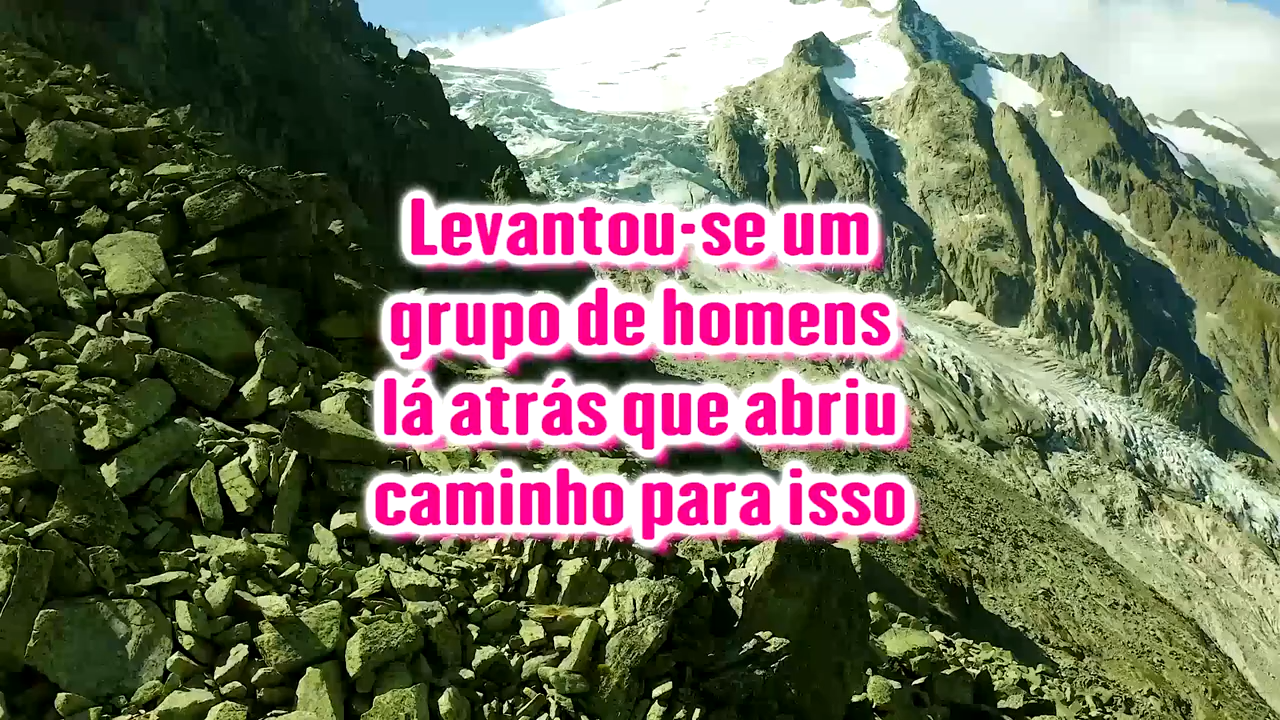 Levantou-se um
grupo de homens
lá atrás que abriu
caminho para isso